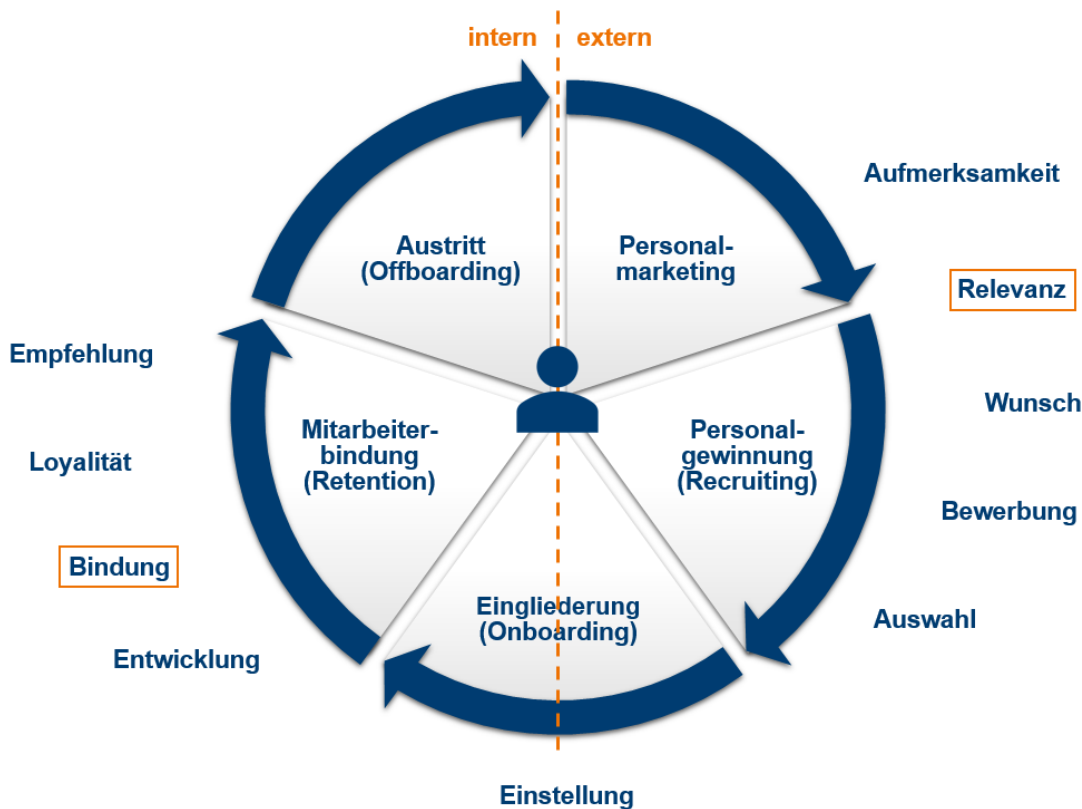 intern
extern
Aufmerksamkeit
Relevanz
Wunsch
Bewerbung
Auswahl
Einstellung
Entwicklung
Bindung
Loyalität
Empfehlung
Personal-
marketing
Personal-
gewinnung
(Recruiting)
Eingliederung
(Onboarding)
Mitarbeiter-
bindung
(Retention)
Austritt
(Offboarding)